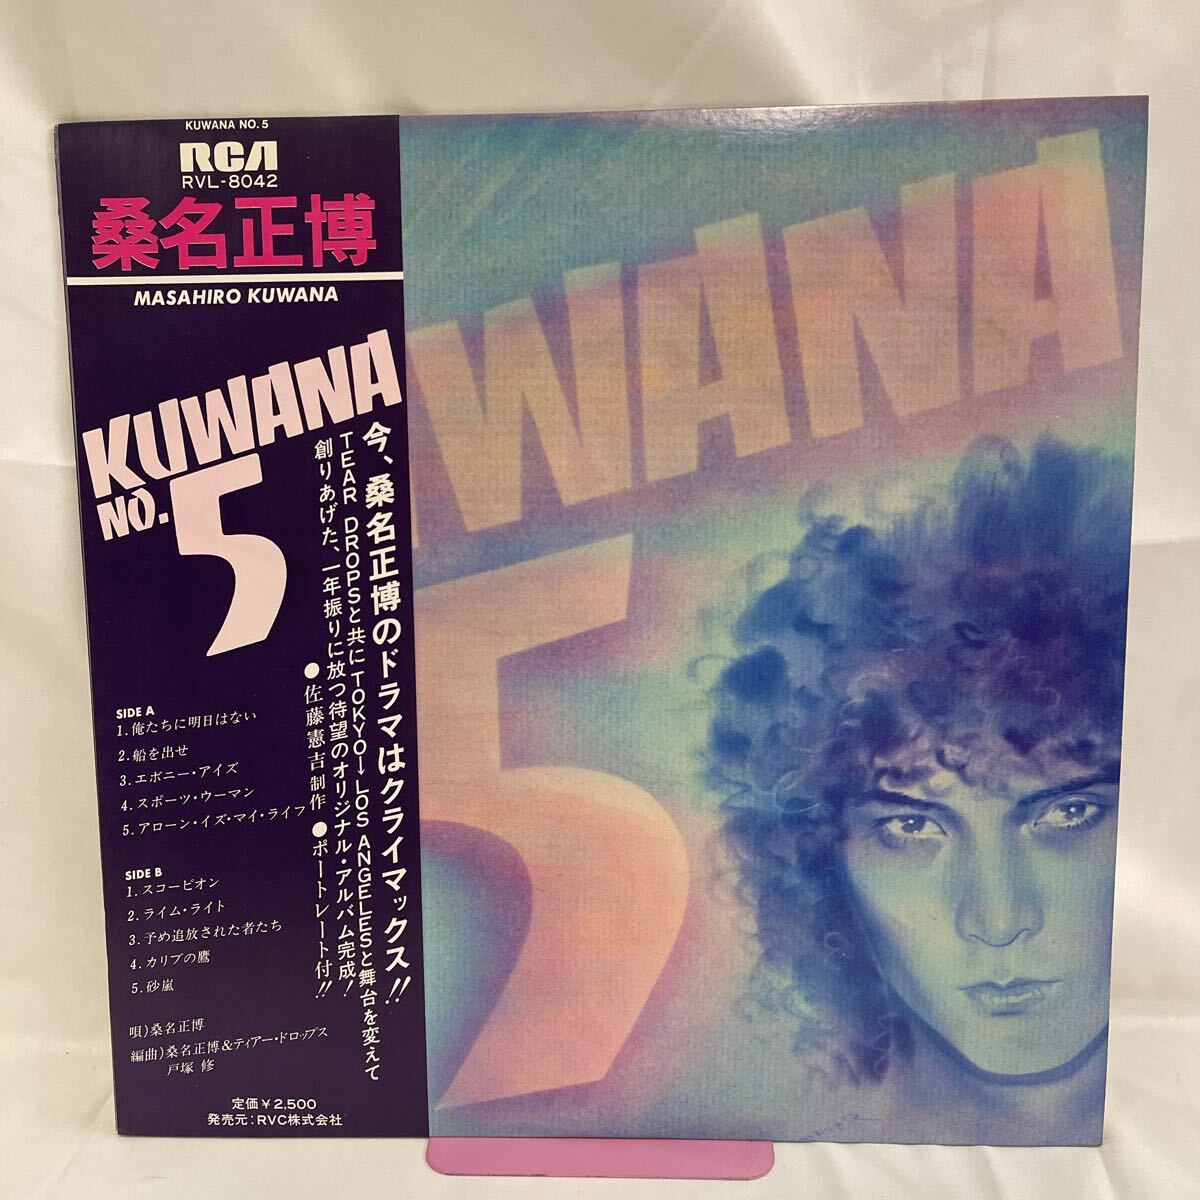 KUWANA NO. 5
RCA
RVL-8042
桑名正博
MASAHIRO KUWANA
KUWANA
NO. 5
今、桑名正博のドラマはクライマックス!!
TEAR DROPSと共にTOKYO→LOS ANGELESと舞台を変えて
創りあげた、一年振りに放つ待望のオリジナル・アルバム完成!
●佐藤憲吉制作 ●ポートレート付!!
SIDE A
1.俺たちに明日はない
2.船を出せ
3.エボニー・アイズ
4.スポーツ・ウーマン
5.アローン・イズ・マイ・ライフ
SIDE B
1.スコーピオン
2.ライム・ライト
3.予め追放された者たち
4.カリブの鷹
5.砂嵐
唄)桑名正博
編曲)桑名正博&ティアー・ドロップス
戸塚 修
定価¥2,500
発売元:RVC株式会社
WANA
5